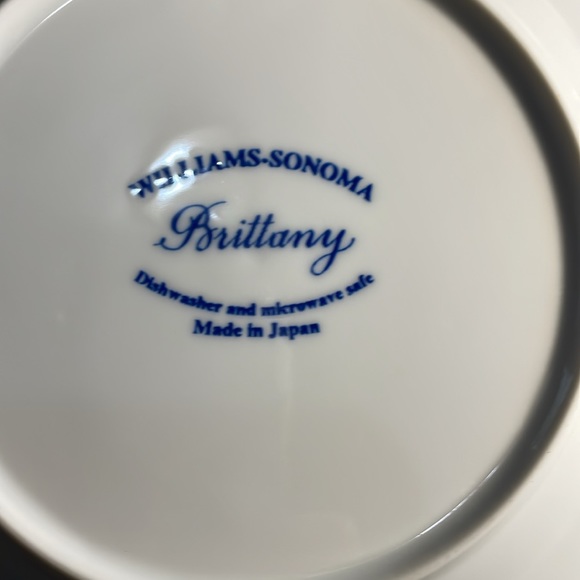 WILLIAMS-SONOMA
Brittany
Dishwasher and microwave safe
Made in Japan